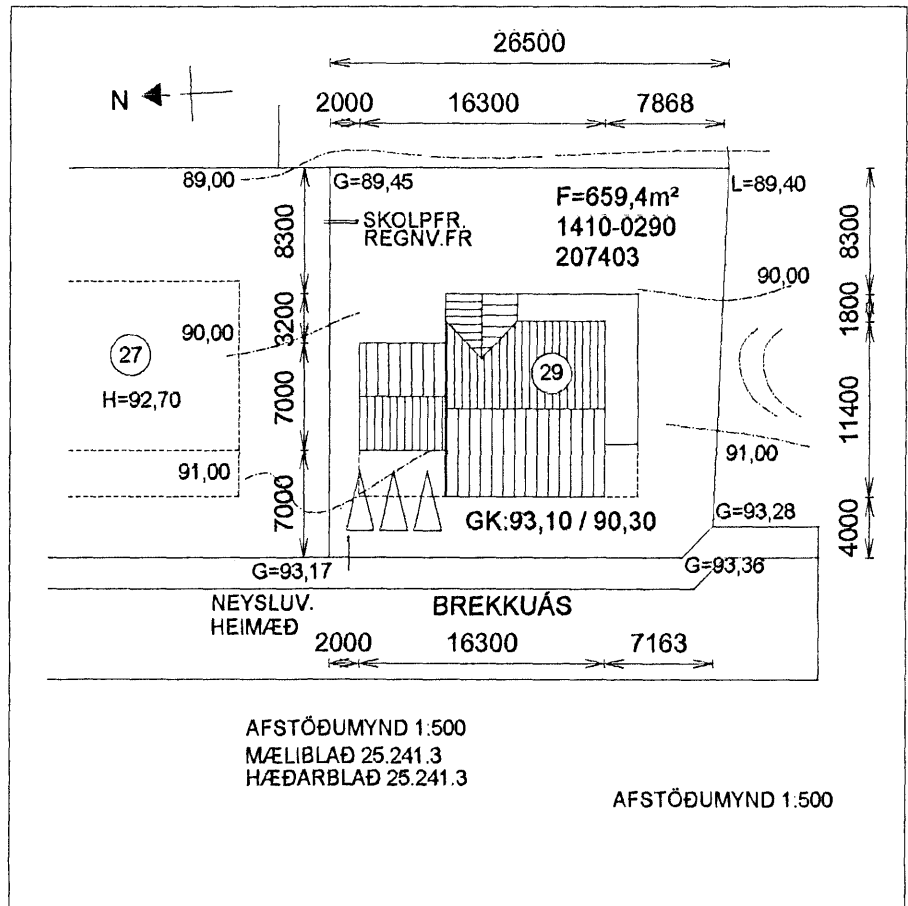 26500
N
2000 16300 7868
89,00
G=89,45
L=89,40
F=659,4m²
1410-0290
207403
SKOLPFR.
REGNV.FR
8300
8300
90,00
1800
3200
90,00
27
29
H=92,70
7000
11400
91,00
91,00
7000
GK:93,10 / 90,30
G=93,28
4000
G=93,17
G=93,36
NEYSLUV.
HEIMÆÐ
BREKKUÁS
2000 16300 7163
AFSTÖÐUMYND 1:500
MÆLIBLAÐ 25.241.3
HÆÐARBLAÐ 25.241.3
AFSTÖÐUMYND 1:500